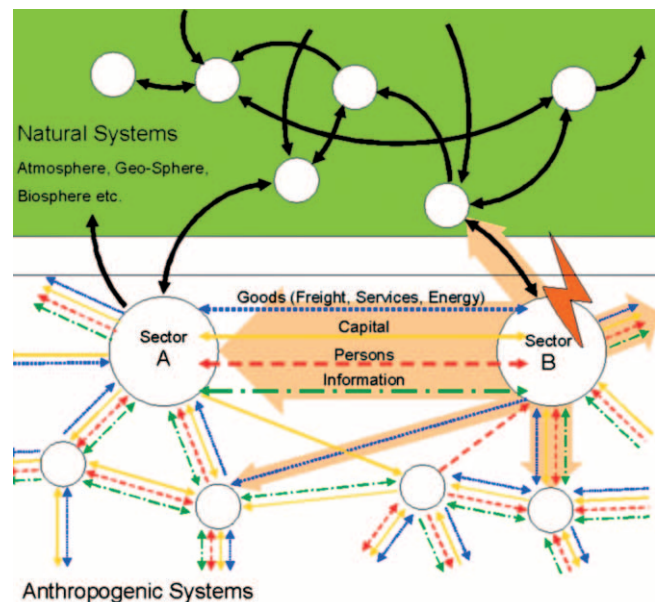 Natural Systems
Atmosphere, Geo-Sphere,
Biosphere etc.
Goods (Freight, Services, Energy)
Capital
Sector
A
Sector
B
Persons
Information
Anthropogenic Systems